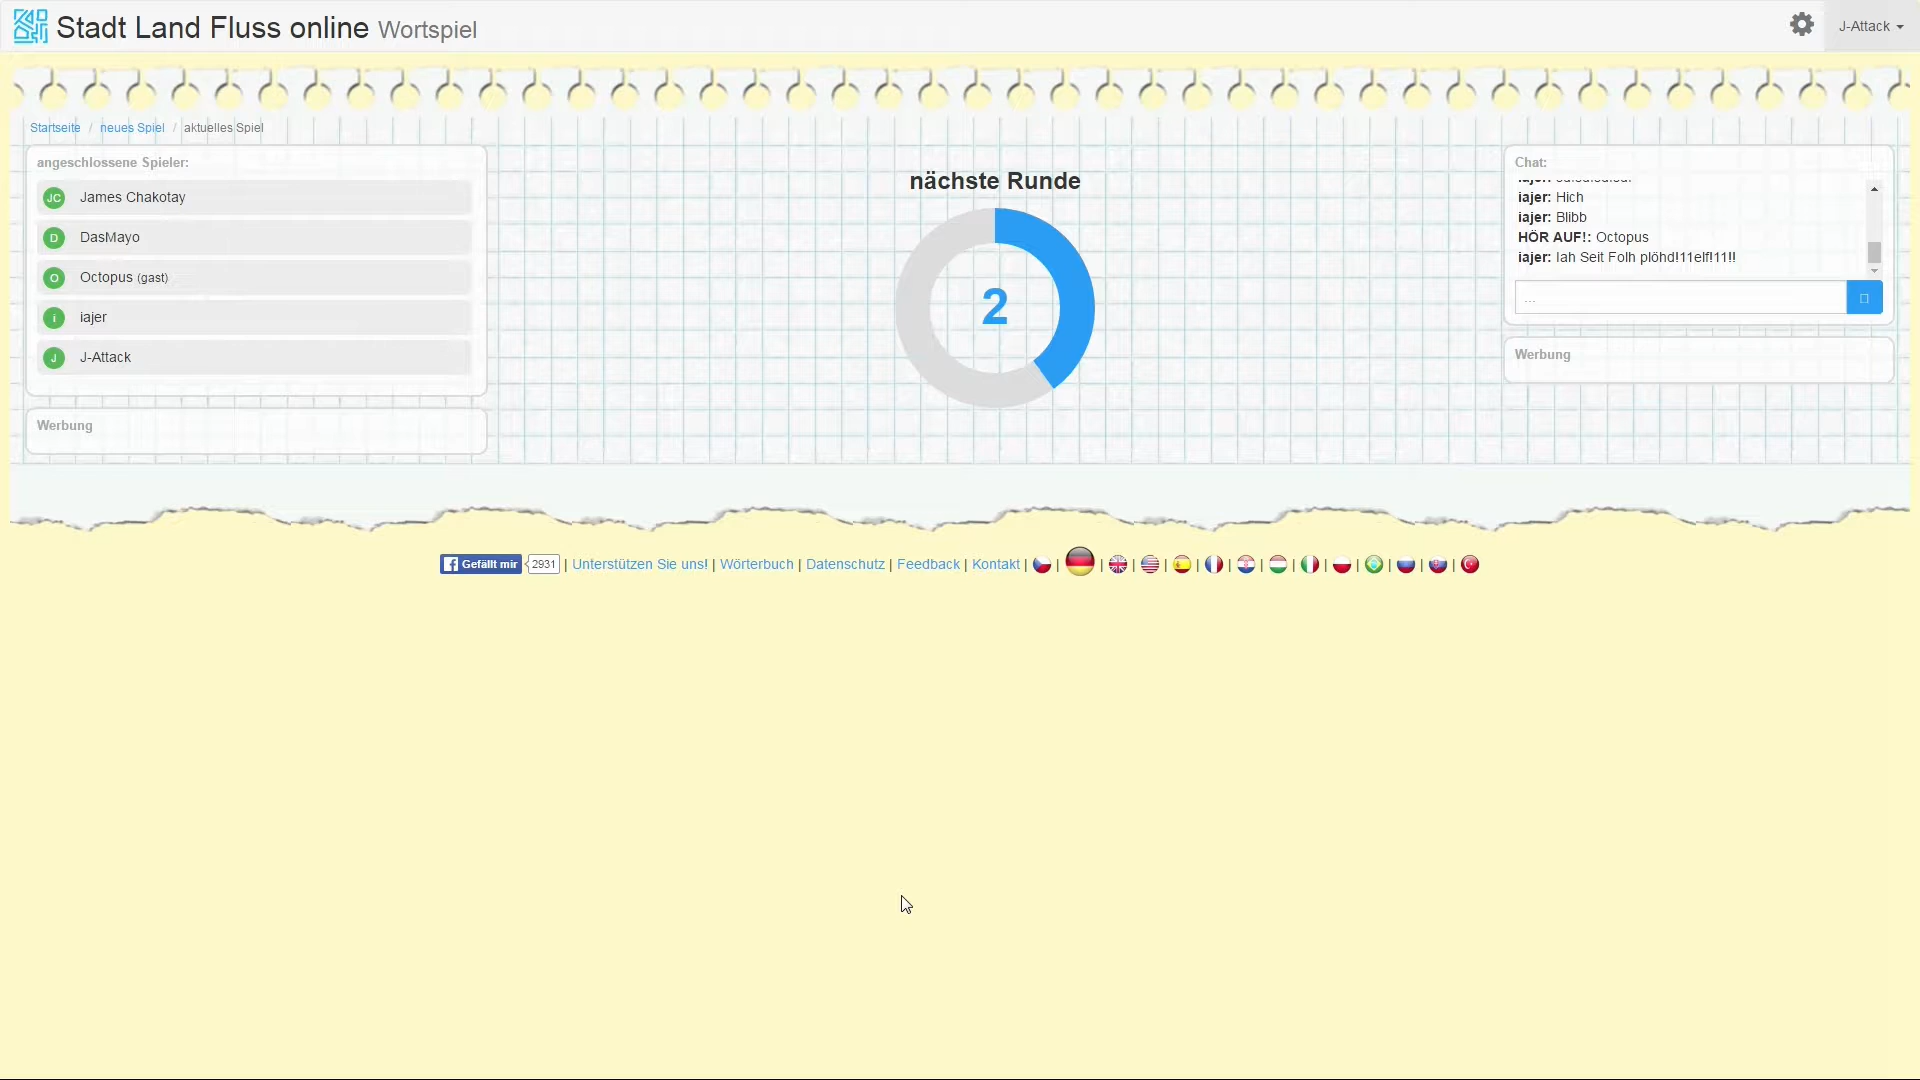 Stadt Land Fluss online Wortspiel
J-Attack
Startseite / neues Spiel / aktuelles Spiel
angeschlossene Spieler:
JC James Chakotay
D DasMayo
O Octopus (gast)
i iajer
J J-Attack
Werbung
nächste Runde
2
Chat:
iajer: Hich
iajer: Blibb
HÖR AUF!: Octopus
iajer: Iah Seit Folh plöhd!11elf!11!!
...
Werbung
Gefällt mir 2931 | Unterstützen Sie uns! | Wörterbuch | Datenschutz | Feedback | Kontakt |